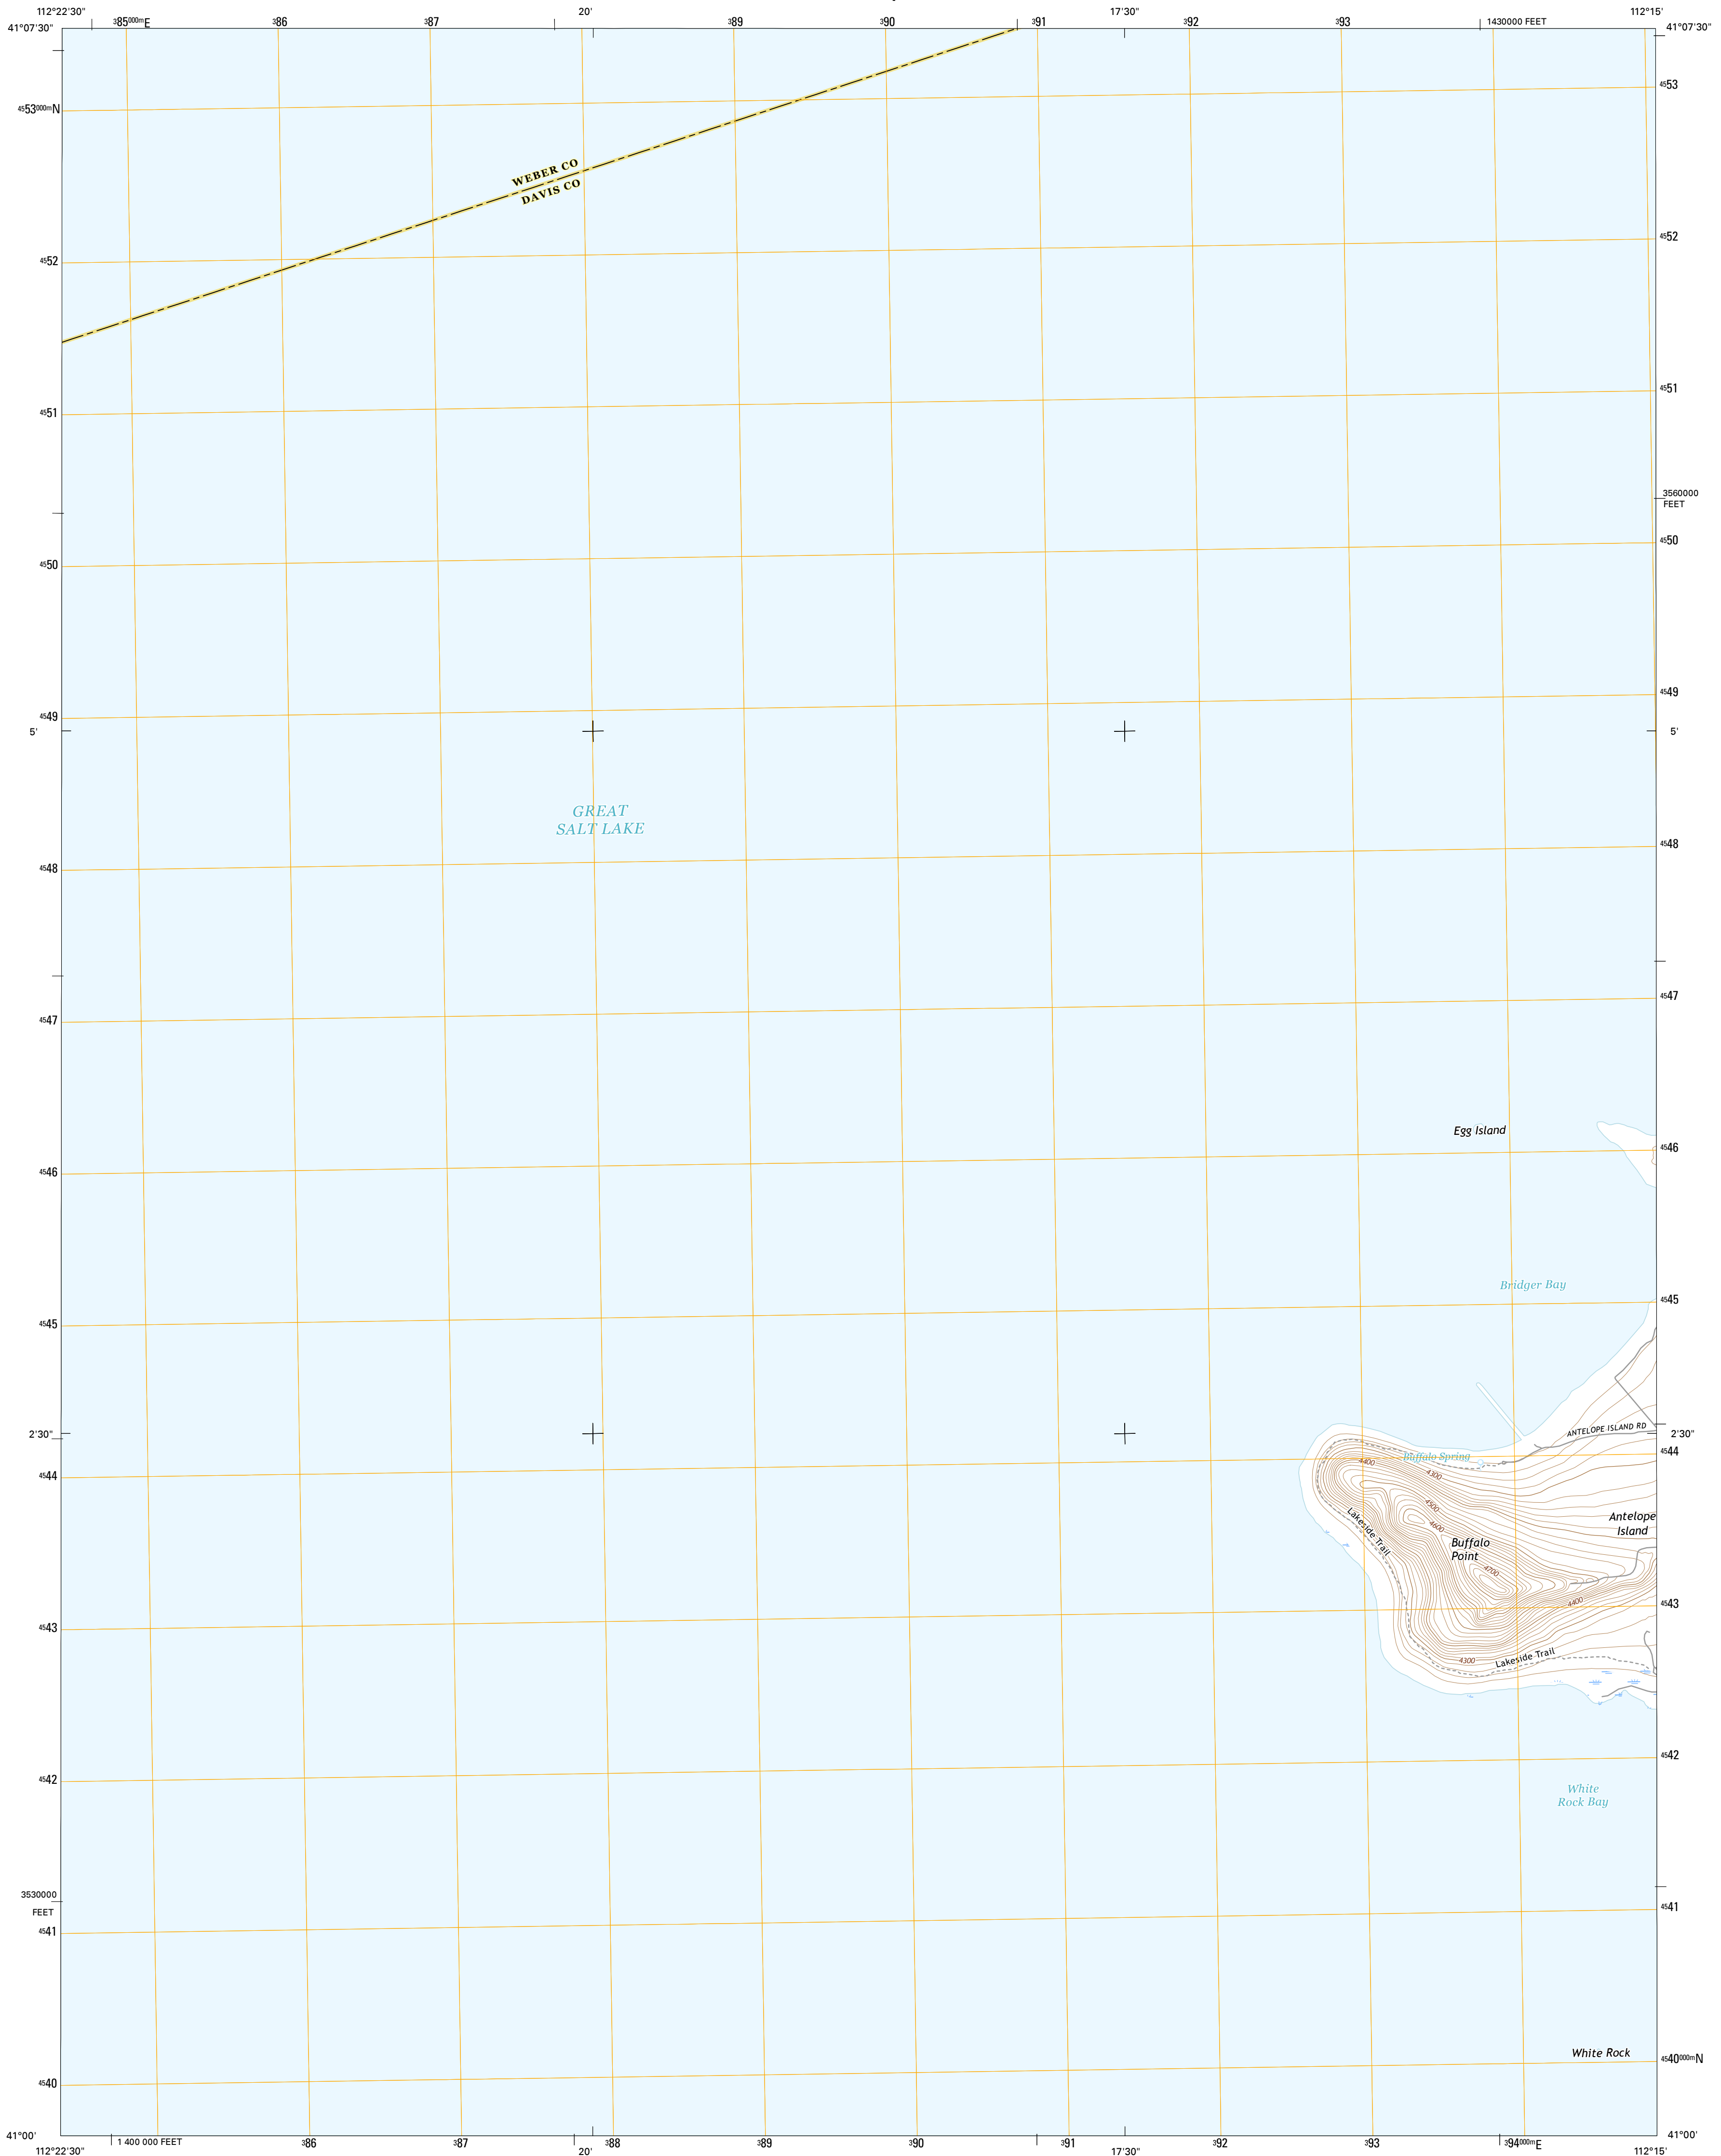 112°22'30"
³85⁰⁰⁰ᵐE
³86
³87
20'
³89
³90
³91
17'30"
³92
³93
1430000 FEET
112°15'
41°07'30"
41°07'30"
⁴⁵53⁰⁰⁰ᵐN
⁴⁵53
WEBER CO
DAVIS CO
⁴⁵52
⁴⁵52
⁴⁵51
⁴⁵51
3560000
FEET
⁴⁵50
⁴⁵50
⁴⁵49
⁴⁵49
5'
5'
GREAT
SALT LAKE
⁴⁵48
⁴⁵48
⁴⁵47
⁴⁵47
Egg Island
⁴⁵46
⁴⁵46
Bridger Bay
⁴⁵45
⁴⁵45
ANTELOPE ISLAND RD
2'30"
2'30"
⁴⁵44
⁴⁵44
Buffalo Spring
4400
4300
4500
4600
Lakeside Trail
Antelope
Island
Buffalo
Point
4700
4400
⁴⁵43
⁴⁵43
Lakeside Trail
4300
⁴⁵42
⁴⁵42
White
Rock Bay
3530000
FEET
⁴⁵41
⁴⁵41
White Rock
⁴⁵40⁰⁰⁰ᵐN
⁴⁵40
41°00'
41°00'
112°22'30"
1 400 000 FEET
³86
³87
20'
³88
³89
³90
³91
17'30"
³92
³93
³94⁰⁰⁰ᵐE
112°15'